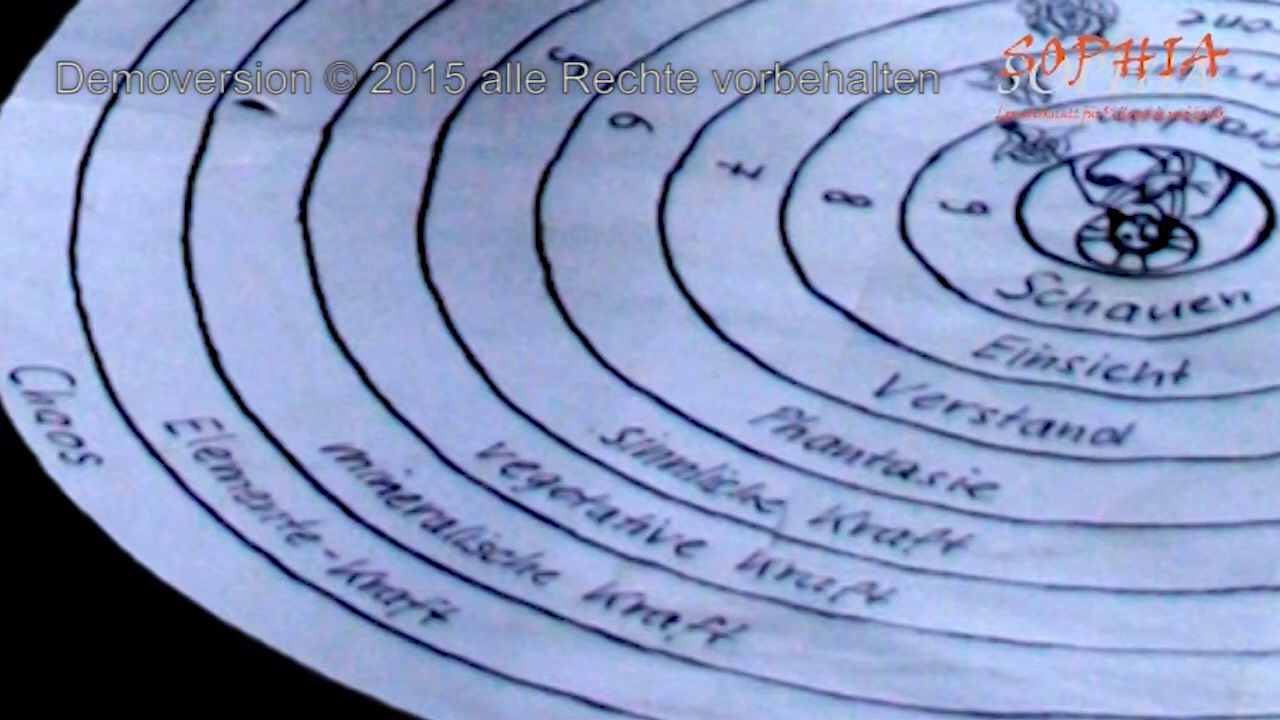 Demoversion © 2015 alle Rechte vorbehalten
SOPHIA
5
6
7
8
9
Schauen
Einsicht
Verstand
Phantasie
sinnliche Kraft
vegetative Kraft
mineralische Kraft
Elemente-Kraft
Chaos